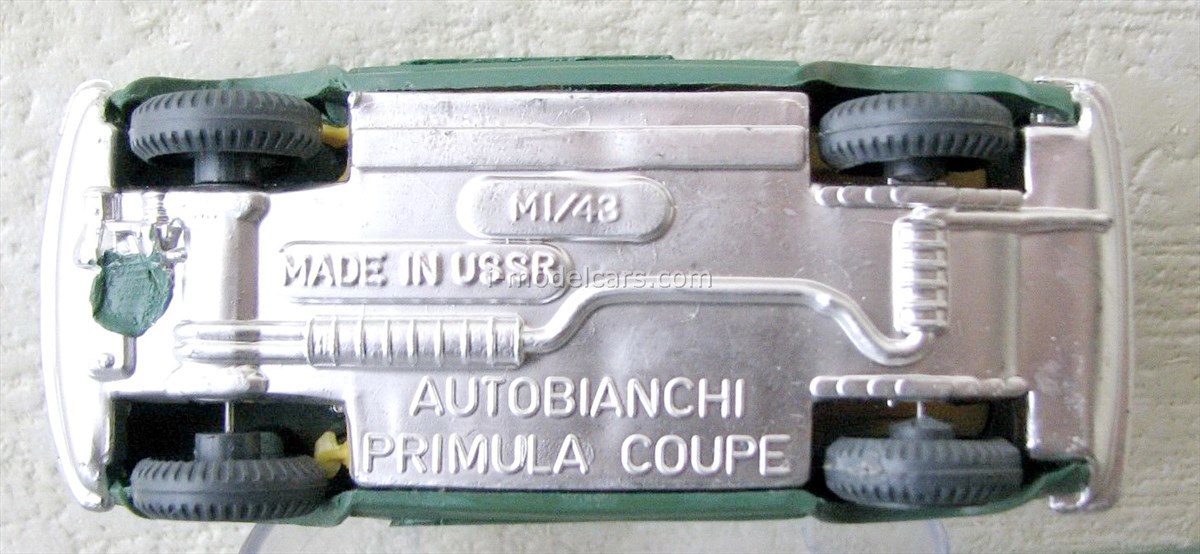 M1/43
MADE IN USSR
i-modelcars.com
AUTOBIANCHI
PRIMULA COUPE